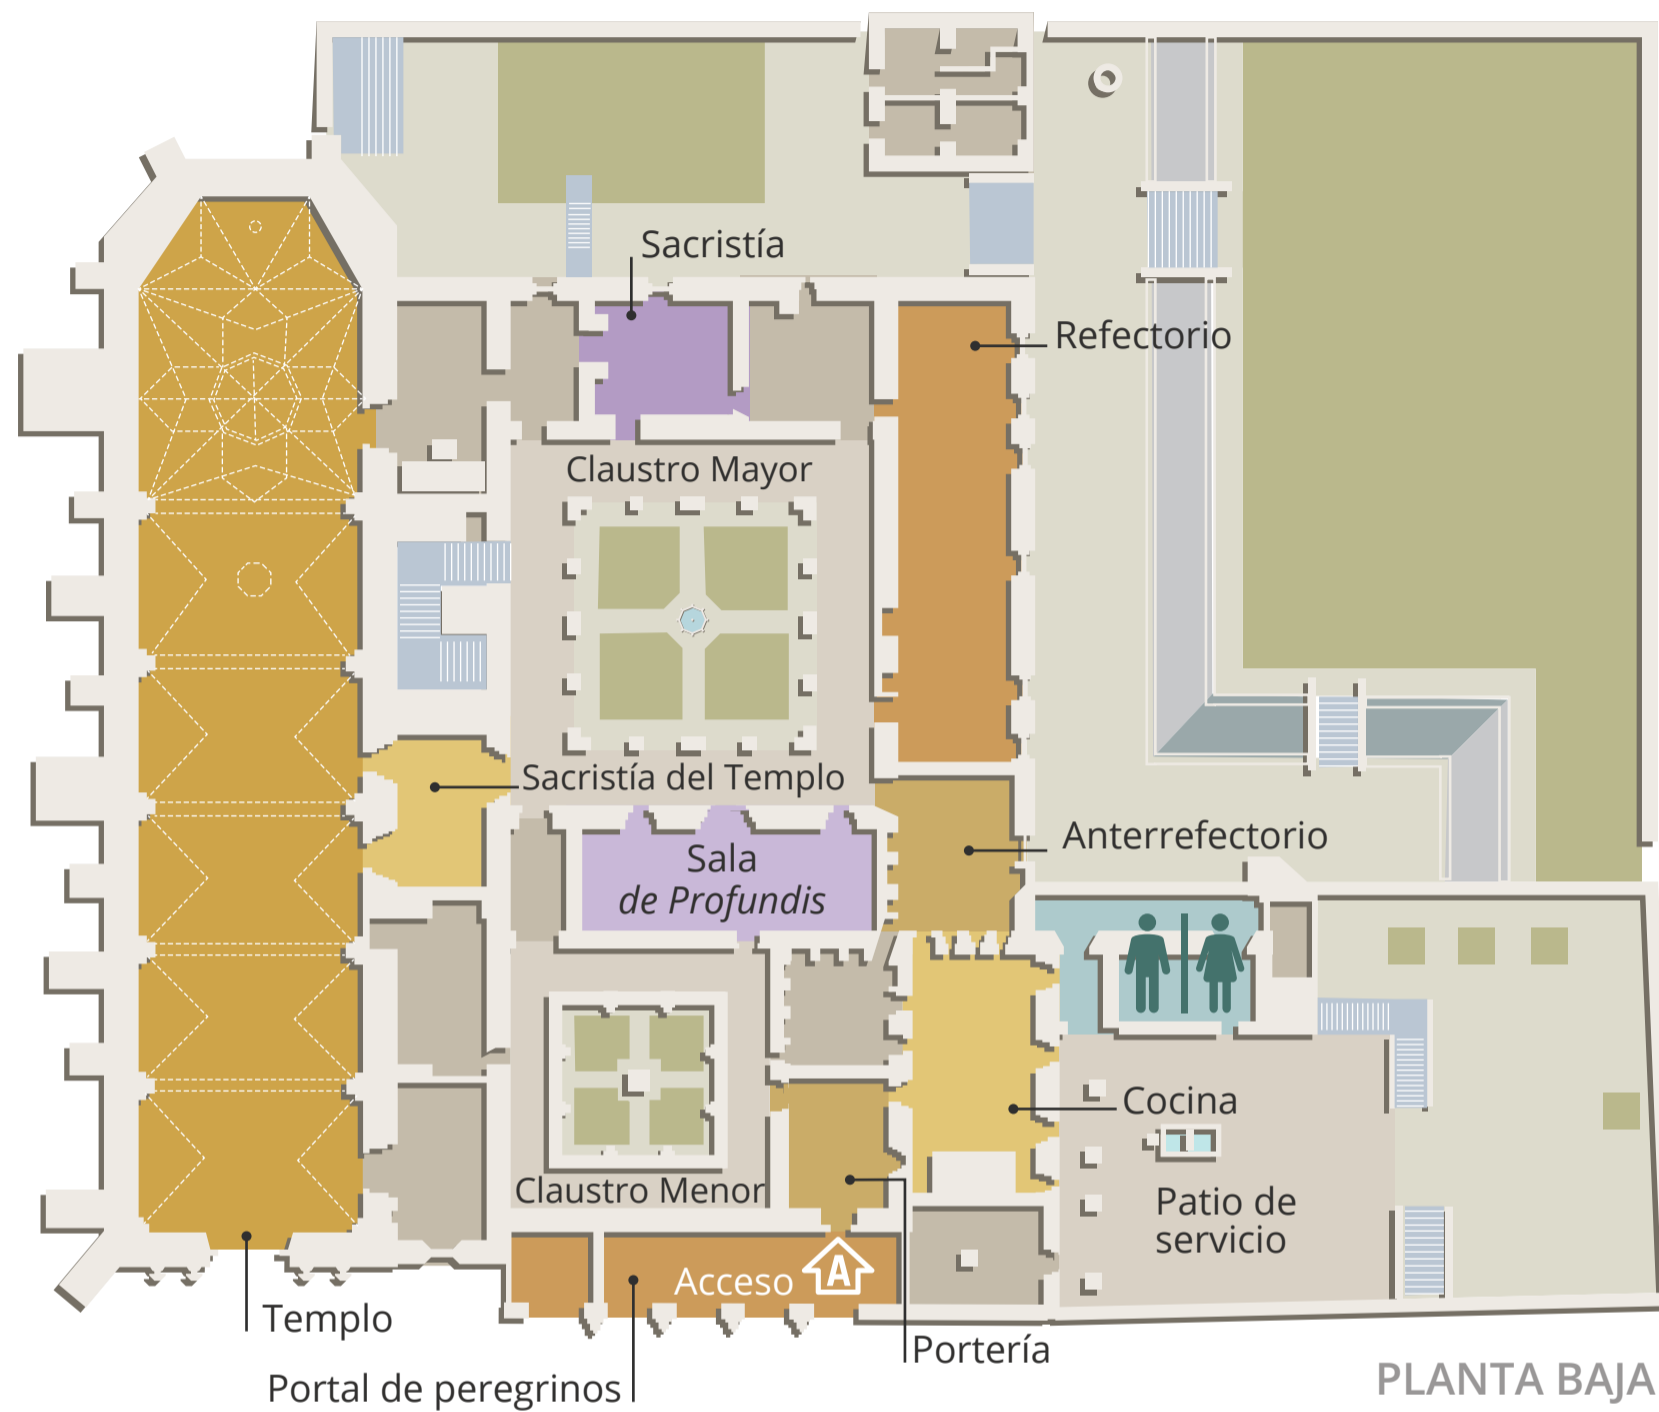 Sacristía
Refectorio
Claustro Mayor
Sacristía del Templo
Anterrefectorio
Sala
de Profundis
Cocina
Claustro Menor
Patio de
servicio
Acceso A
Templo
Portería
Portal de peregrinos
PLANTA BAJA